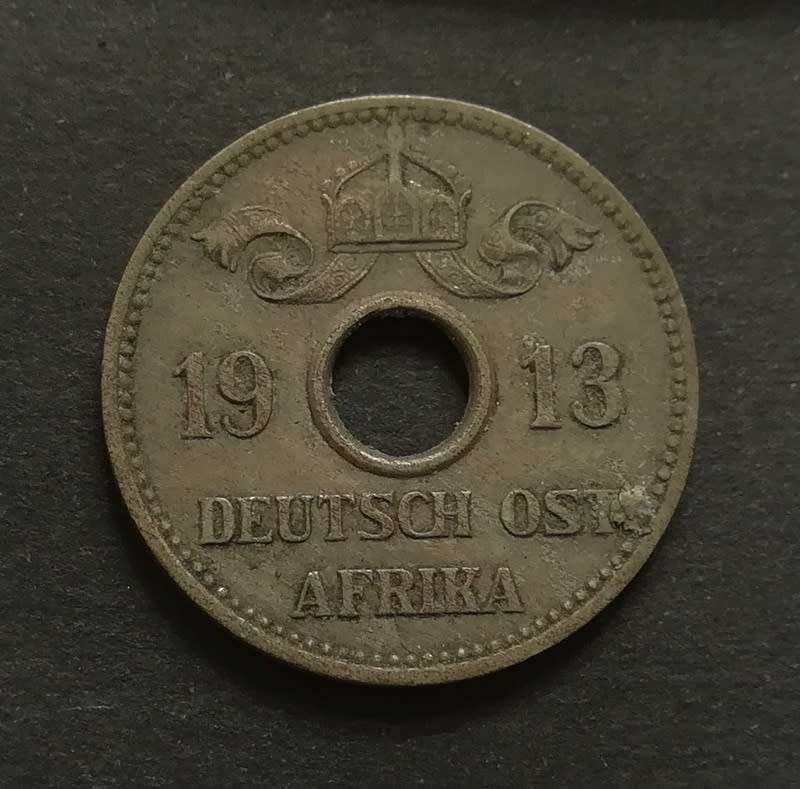 19 13
DEUTSCH OST
AFRIKA